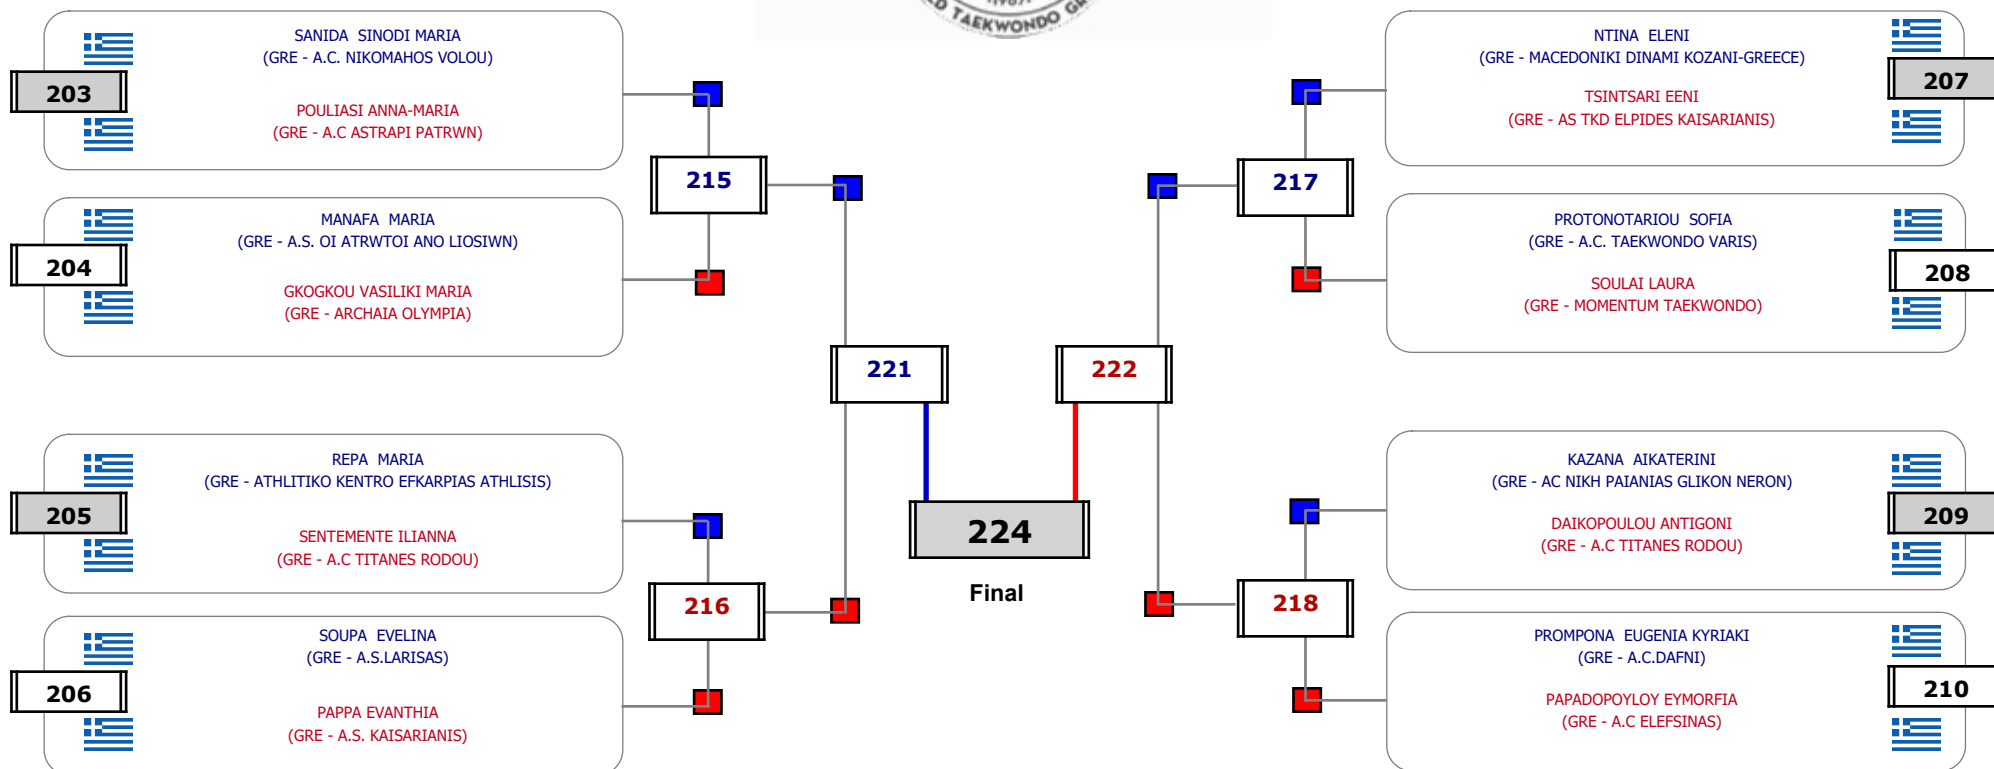 TAEKWONDO
SANIDA SINODI MARIA
(GRE - A.C. NIKOMAHOS VOLOU)
203
POULIASI ANNA-MARIA
(GRE - A.C ASTRAPI PATRWN)
MANAFA MARIA
(GRE - A.S. OI ATRWTOI ANO LIOSIWN)
204
GKOGKOU VASILIKI MARIA
(GRE - ARCHAIA OLYMPIA)
215
REPA MARIA
(GRE - ATHLITIKO KENTRO EFKARPIAS ATHLISIS)
205
SENTEMENTE ILIANNA
(GRE - A.C TITANES RODOU)
SOUPA EVELINA
(GRE - A.S.LARISAS)
206
PAPPA EVANTHIA
(GRE - A.S. KAISARIANIS)
216
221
224
Final
222
NTINA ELENI
(GRE - MACEDONIKI DINAMI KOZANI-GREECE)
207
TSINTSARI EENI
(GRE - AS TKD ELPIDES KAISARIANIS)
217
PROTONOTARIOU SOFIA
(GRE - A.C. TAEKWONDO VARIS)
208
SOULAI LAURA
(GRE - MOMENTUM TAEKWONDO)
KAZANA AIKATERINI
(GRE - AC NIKH PAIANIAS GLIKON NERON)
209
DAIKOPOULOU ANTIGONI
(GRE - A.C TITANES RODOU)
218
PROMPONA EUGENIA KYRIAKI
(GRE - A.C.DAFNI)
210
PAPADOPOYLOY EYMORFIA
(GRE - A.C ELEFSINAS)